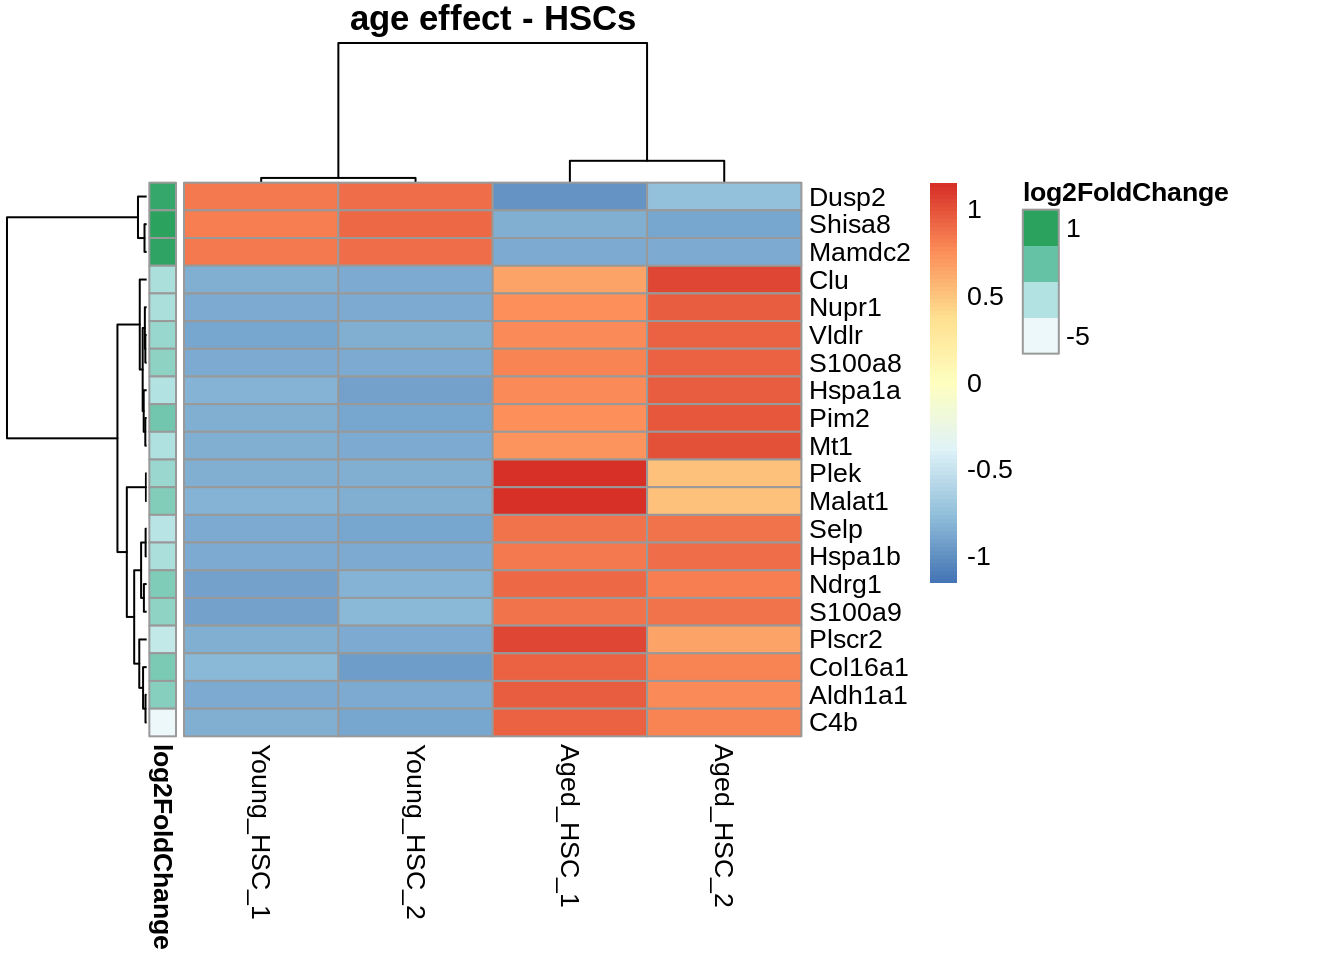 age effect - HSCs
Dusp2
Shisa8
Mamdc2
Clu
Nupr1
Vldlr
S100a8
Hspa1a
Pim2
Mt1
Plek
Malat1
Selp
Hspa1b
Ndrg1
S100a9
Plscr2
Col16a1
Aldh1a1
C4b
1
0.5
0
-0.5
-1
log2FoldChange
1
-5
log2FoldChange
Young_HSC_1
Young_HSC_2
Aged_HSC_1
Aged_HSC_2